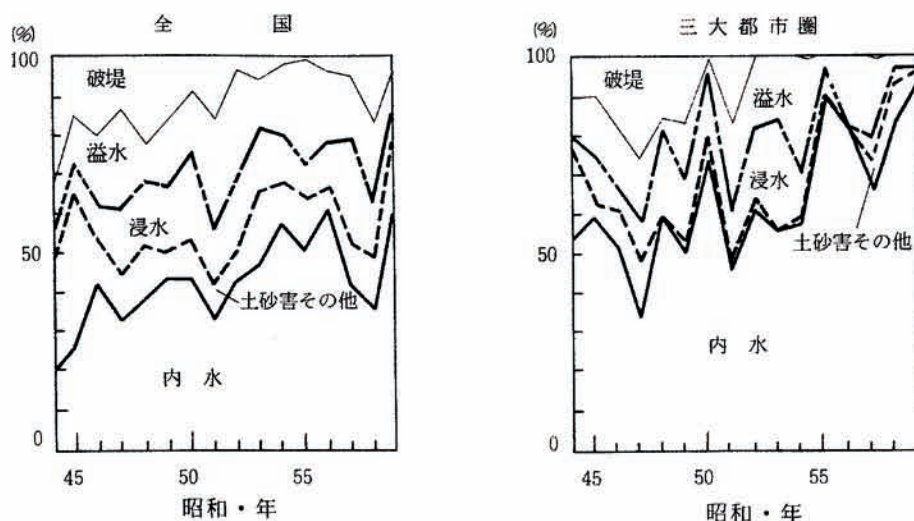 全 国
(%)
100
50
0
破堤
溢水
浸水
土砂害その他
内 水
45 50 55
昭和・年
三 大 都 市 圏
(%)
100
50
0
破堤
溢水
浸水
土砂害その他
内 水
45 50 55
昭和・年